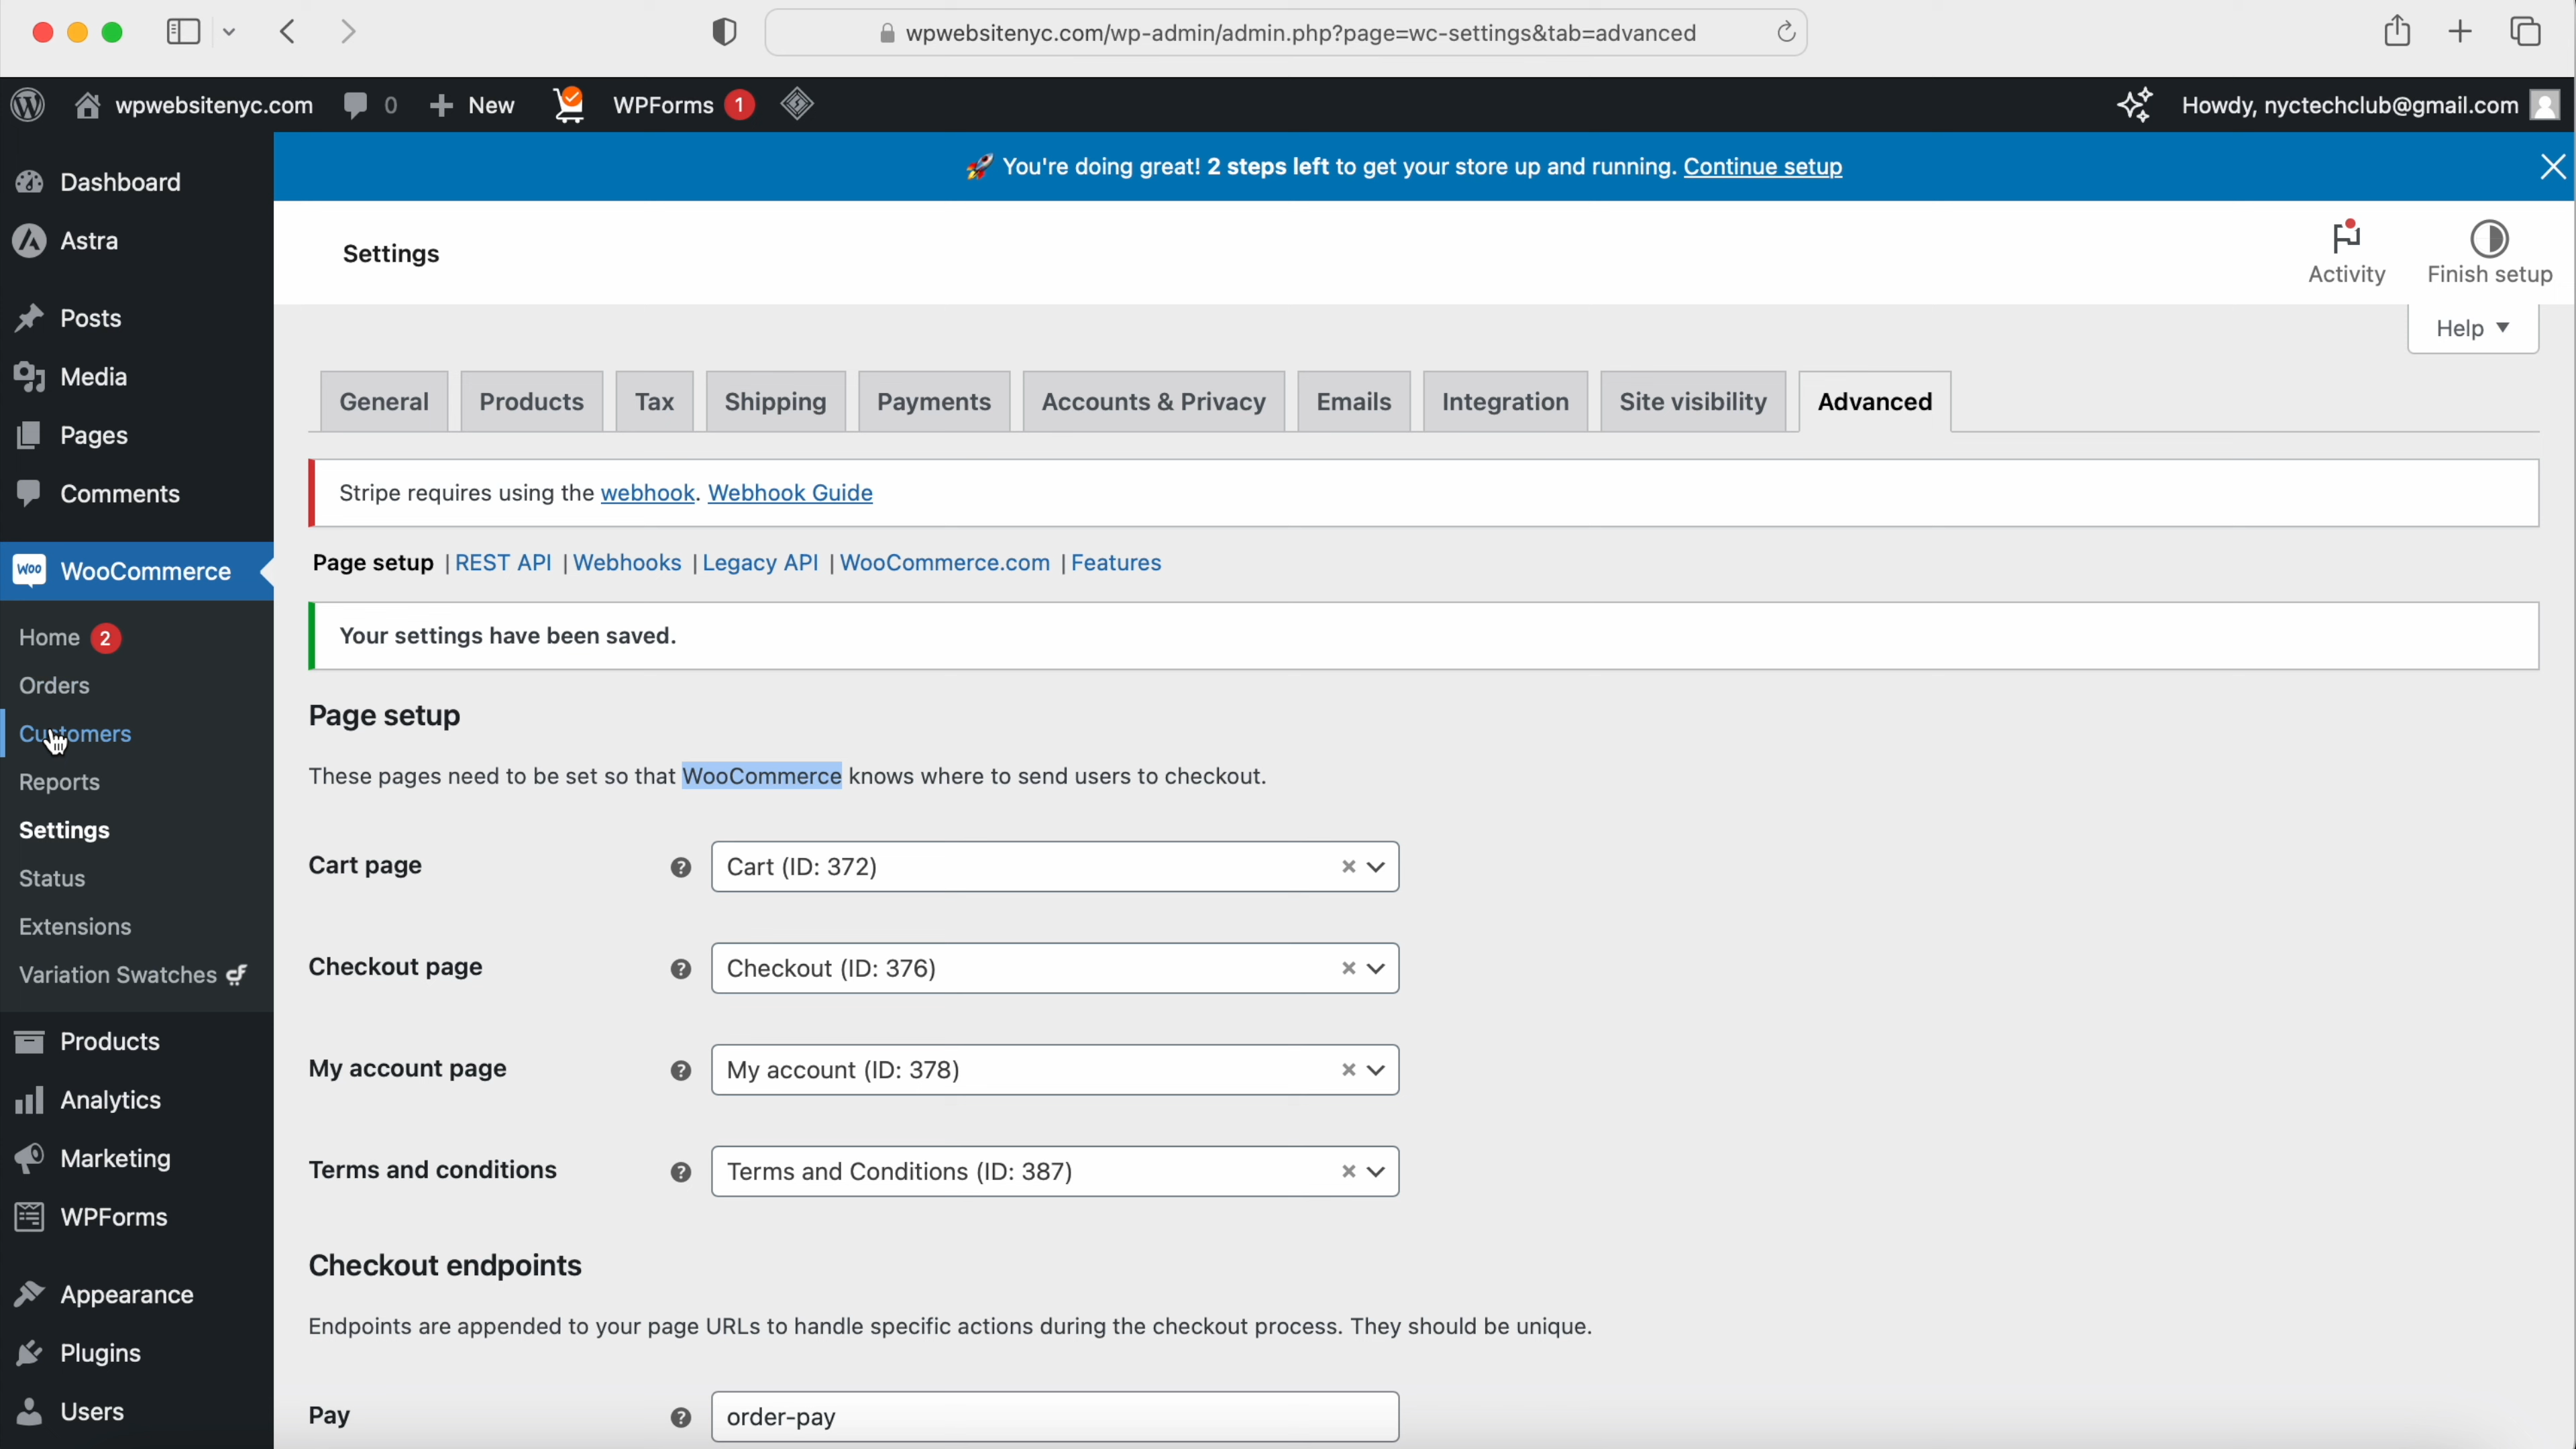 wpwebsitenyc.com/wp-admin/admin.php?page=wc-settings&tab=advanced
wpwebsitenyc.com 0 New WPForms 1 Howdy, nyctechclub@gmail.com
🚀 You're doing great! 2 steps left to get your store up and running. Continue setup
Dashboard
Astra
Posts
Media
Pages
Comments
woo WooCommerce
Home 2
Orders
Customers
Reports
Settings
Status
Extensions
Variation Swatches
Products
Analytics
Marketing
WPForms
Appearance
Plugins
Users
Settings
Activity Finish setup
Help ▼
General Products Tax Shipping Payments Accounts & Privacy Emails Integration Site visibility Advanced
Stripe requires using the webhook. Webhook Guide
Page setup | REST API | Webhooks | Legacy API | WooCommerce.com | Features
Your settings have been saved.
Page setup
These pages need to be set so that WooCommerce knows where to send users to checkout.
Cart page ? Cart (ID: 372) ×
Checkout page ? Checkout (ID: 376) ×
My account page ? My account (ID: 378) ×
Terms and conditions ? Terms and Conditions (ID: 387) ×
Checkout endpoints
Endpoints are appended to your page URLs to handle specific actions during the checkout process. They should be unique.
Pay ? order-pay